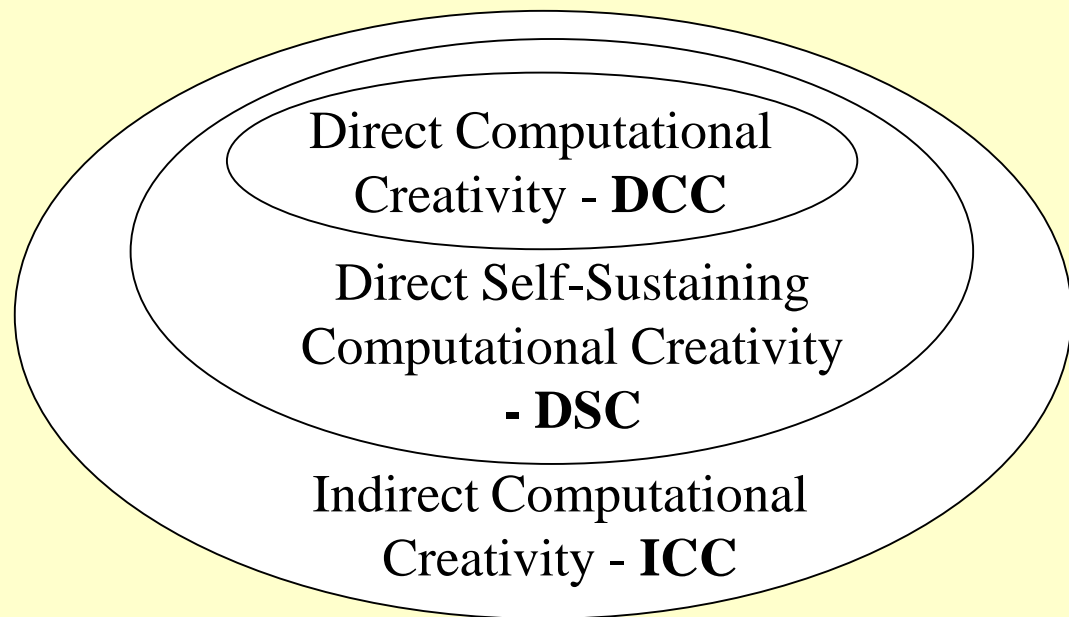 Direct Computational
Creativity - DCC
Direct Self-Sustaining
Computational Creativity
- DSC
Indirect Computational
Creativity - ICC